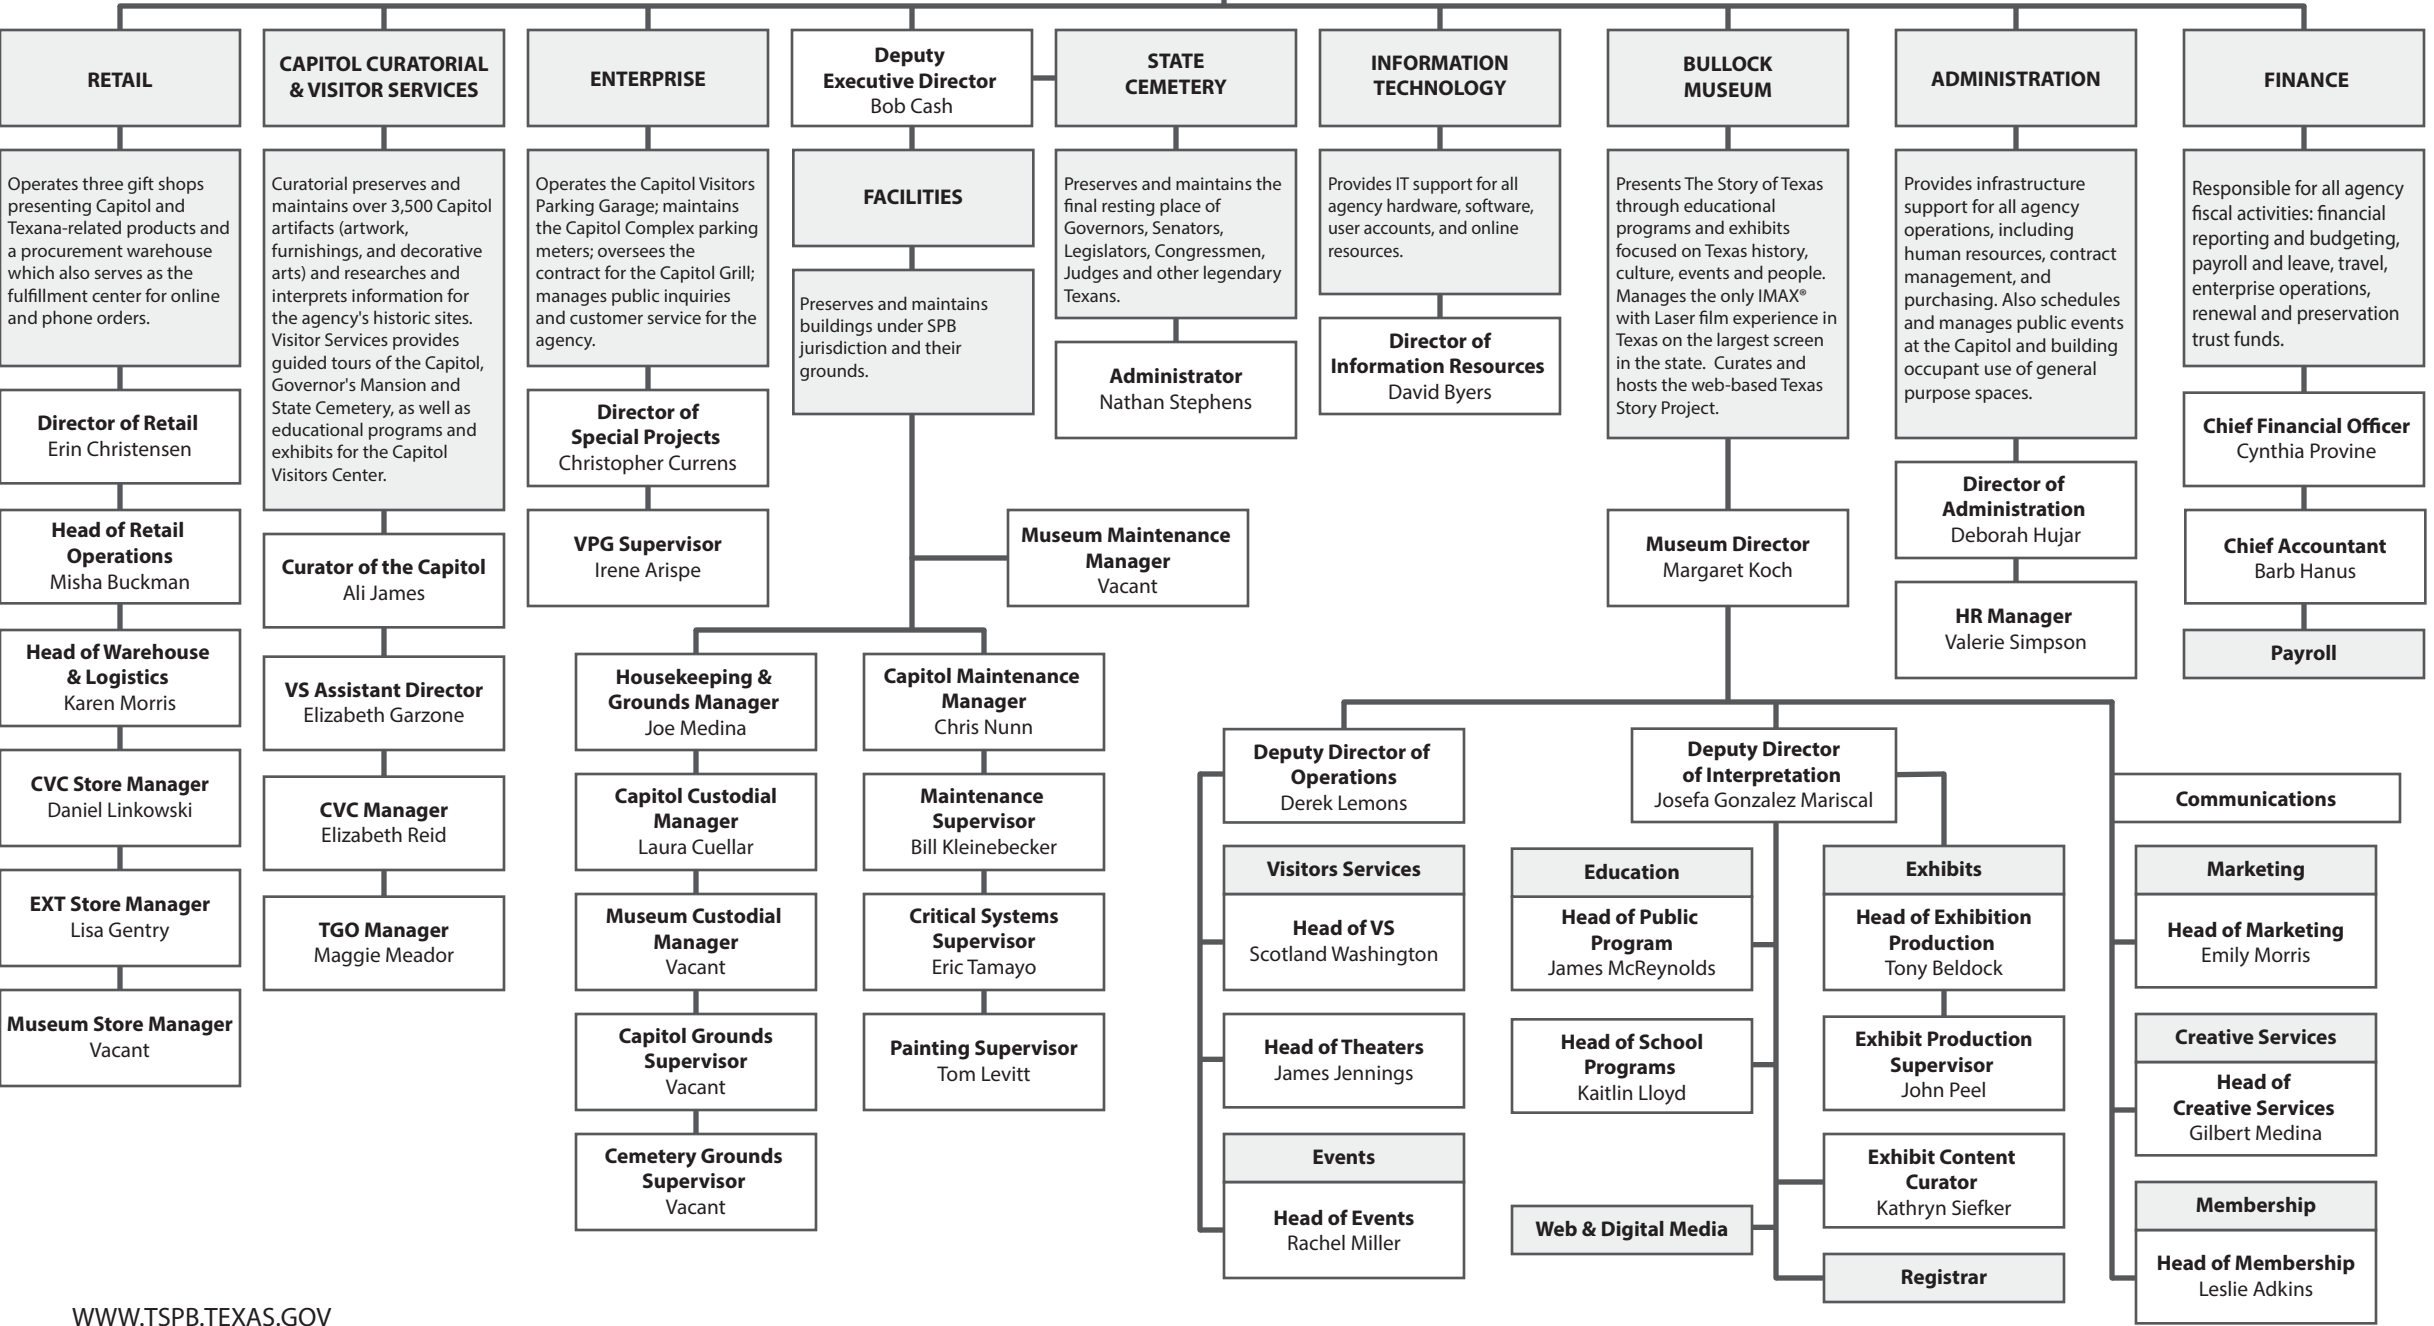 RETAIL
Operates three gift shops
presenting Capitol and
Texana-related products and
a procurement warehouse
which also serves as the
fulfillment center for online
and phone orders.
Director of Retail
Erin Christensen
Head of Retail
Operations
Misha Buckman
Head of Warehouse
& Logistics
Karen Morris
CVC Store Manager
Daniel Linkowski
EXT Store Manager
Lisa Gentry
Museum Store Manager
Vacant
CAPITOL CURATORIAL
& VISITOR SERVICES
Curatorial preserves and
maintains over 3,500 Capitol
artifacts (artwork,
furnishings, and decorative
arts) and researches and
interprets information for
the agency's historic sites.
Visitor Services provides
guided tours of the Capitol,
Governor's Mansion and
State Cemetery, as well as
educational programs and
exhibits for the Capitol
Visitors Center.
Curator of the Capitol
Ali James
VS Assistant Director
Elizabeth Garzone
CVC Manager
Elizabeth Reid
TGO Manager
Maggie Meador
ENTERPRISE
Operates the Capitol Visitors
Parking Garage; maintains
the Capitol Complex parking
meters; oversees the
contract for the Capitol Grill;
manages public inquiries
and customer service for the
agency.
Director of
Special Projects
Christopher Currens
VPG Supervisor
Irene Arispe
Deputy
Executive Director
Bob Cash
FACILITIES
Preserves and maintains
buildings under SPB
jurisdiction and their
grounds.
Museum Maintenance
Manager
Vacant
Housekeeping &
Grounds Manager
Joe Medina
Capitol Custodial
Manager
Laura Cuellar
Museum Custodial
Manager
Vacant
Capitol Grounds
Supervisor
Vacant
Cemetery Grounds
Supervisor
Vacant
Capitol Maintenance
Manager
Chris Nunn
Maintenance
Supervisor
Bill Kleinebecker
Critical Systems
Supervisor
Eric Tamayo
Painting Supervisor
Tom Levitt
STATE
CEMETERY
Preserves and maintains the
final resting place of
Governors, Senators,
Legislators, Congressmen,
Judges and other legendary
Texans.
Administrator
Nathan Stephens
INFORMATION
TECHNOLOGY
Provides IT support for all
agency hardware, software,
user accounts, and online
resources.
Director of
Information Resources
David Byers
BULLOCK
MUSEUM
Presents The Story of Texas
through educational
programs and exhibits
focused on Texas history,
culture, events and people.
Manages the only IMAX®
with Laser film experience in
Texas on the largest screen
in the state.  Curates and
hosts the web-based Texas
Story Project.
Museum Director
Margaret Koch
Deputy Director of
Operations
Derek Lemons
Visitors Services
Head of VS
Scotland Washington
Head of Theaters
James Jennings
Events
Head of Events
Rachel Miller
Deputy Director
of Interpretation
Josefa Gonzalez Mariscal
Education
Head of Public
Program
James McReynolds
Head of School
Programs
Kaitlin Lloyd
Web & Digital Media
Exhibits
Head of Exhibition
Production
Tony Beldock
Exhibit Production
Supervisor
John Peel
Exhibit Content
Curator
Kathryn Siefker
Registrar
Communications
Marketing
Head of Marketing
Emily Morris
Creative Services
Head of
Creative Services
Gilbert Medina
Membership
Head of Membership
Leslie Adkins
ADMINISTRATION
Provides infrastructure
support for all agency
operations, including
human resources, contract
management, and
purchasing. Also schedules
and manages public events
at the Capitol and building
occupant use of general
purpose spaces.
Director of
Administration
Deborah Hujar
HR Manager
Valerie Simpson
FINANCE
Responsible for all agency
fiscal activities: financial
reporting and budgeting,
payroll and leave, travel,
enterprise operations,
renewal and preservation
trust funds.
Chief Financial Officer
Cynthia Provine
Chief Accountant
Barb Hanus
Payroll
WWW.TSPB.TEXAS.GOV